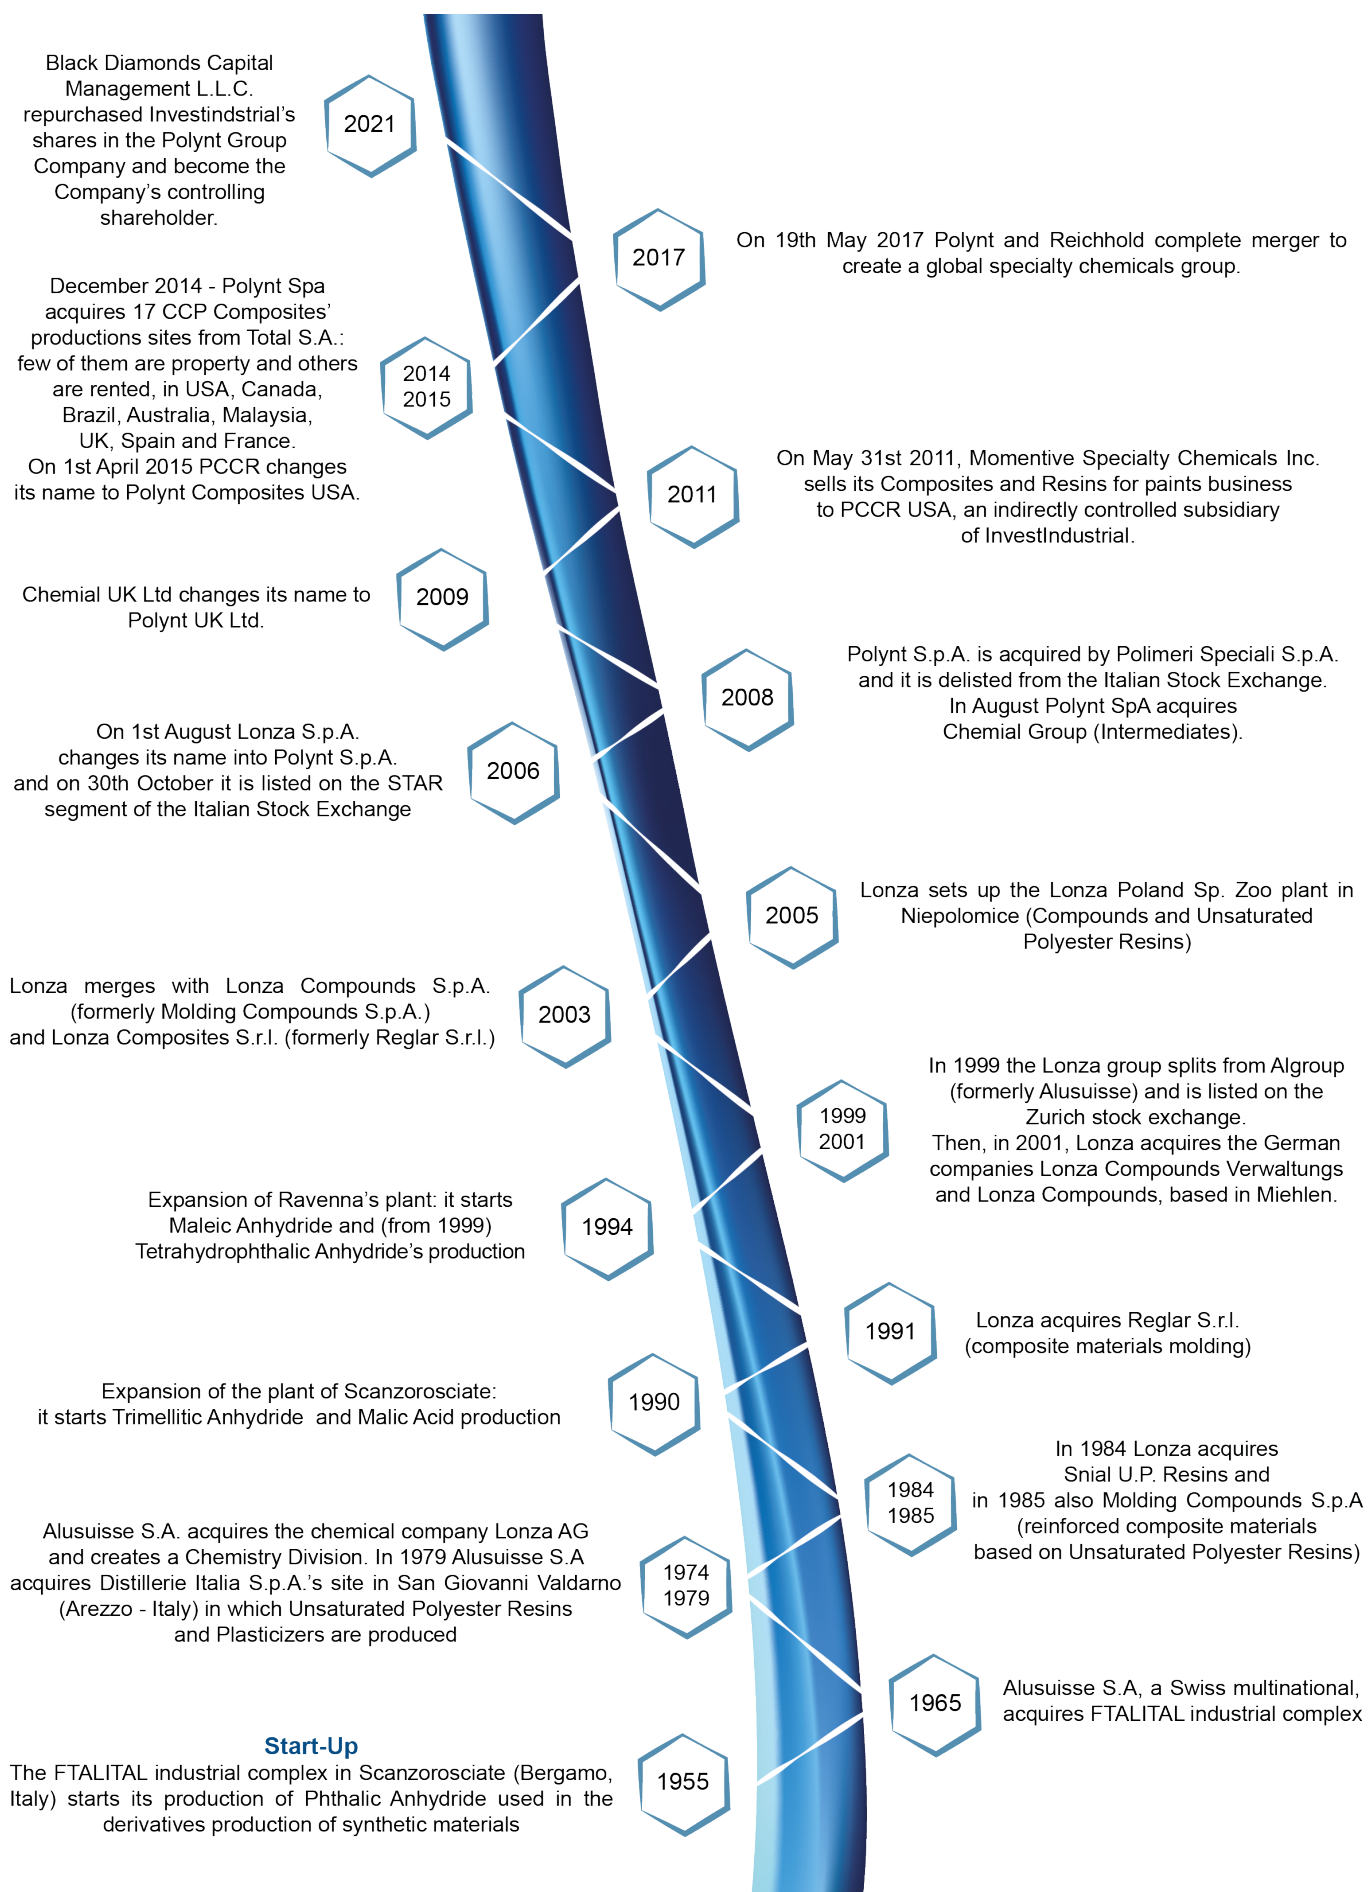 Black Diamonds Capital
Management L.L.C.
repurchased Investindstrial's
shares in the Polynt Group
Company and become the
Company's controlling
shareholder.
2021
2017
On 19th May 2017 Polynt and Reichhold complete merger to
create a global specialty chemicals group.
December 2014 - Polynt Spa
acquires 17 CCP Composites'
productions sites from Total S.A.:
few of them are property and others
are rented, in USA, Canada,
Brazil, Australia, Malaysia,
UK, Spain and France.
On 1st April 2015 PCCR changes
its name to Polynt Composites USA.
2014
2015
2011
On May 31st 2011, Momentive Specialty Chemicals Inc.
sells its Composites and Resins for paints business
to PCCR USA, an indirectly controlled subsidiary
of InvestIndustrial.
Chemial UK Ltd changes its name to
Polynt UK Ltd.
2009
2008
Polynt S.p.A. is acquired by Polimeri Speciali S.p.A.
and it is delisted from the Italian Stock Exchange.
In August Polynt SpA acquires
Chemial Group (Intermediates).
On 1st August Lonza S.p.A.
changes its name into Polynt S.p.A.
and on 30th October it is listed on the STAR
segment of the Italian Stock Exchange
2006
2005
Lonza sets up the Lonza Poland Sp. Zoo plant in
Niepolomice (Compounds and Unsaturated
Polyester Resins)
Lonza merges with Lonza Compounds S.p.A.
(formerly Molding Compounds S.p.A.)
and Lonza Composites S.r.l. (formerly Reglar S.r.l.)
2003
1999
2001
In 1999 the Lonza group splits from Algroup
(formerly Alusuisse) and is listed on the
Zurich stock exchange.
Then, in 2001, Lonza acquires the German
companies Lonza Compounds Verwaltungs
and Lonza Compounds, based in Miehlen.
Expansion of Ravenna's plant: it starts
Maleic Anhydride and (from 1999)
Tetrahydrophthalic Anhydride's production
1994
1991
Lonza acquires Reglar S.r.l.
(composite materials molding)
Expansion of the plant of Scanzorosciate:
it starts Trimellitic Anhydride and Malic Acid production
1990
1984
1985
In 1984 Lonza acquires
Snial U.P. Resins and
in 1985 also Molding Compounds S.p.A
(reinforced composite materials
based on Unsaturated Polyester Resins)
Alusuisse S.A. acquires the chemical company Lonza AG
and creates a Chemistry Division. In 1979 Alusuisse S.A
acquires Distillerie Italia S.p.A.'s site in San Giovanni Valdarno
(Arezzo - Italy) in which Unsaturated Polyester Resins
and Plasticizers are produced
1974
1979
1965
Alusuisse S.A, a Swiss multinational,
acquires FTALITAL industrial complex
Start-Up
The FTALITAL industrial complex in Scanzorosciate (Bergamo,
Italy) starts its production of Phthalic Anhydride used in the
derivatives production of synthetic materials
1955